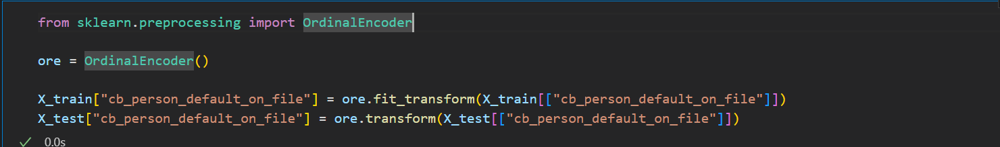 from sklearn.preprocessing import OrdinalEncoder
ore = OrdinalEncoder()
X_train["cb_person_default_on_file"] = ore.fit_transform(X_train[["cb_person_default_on_file"]])
X_test["cb_person_default_on_file"] = ore.transform(X_test[["cb_person_default_on_file"]])
0.0s